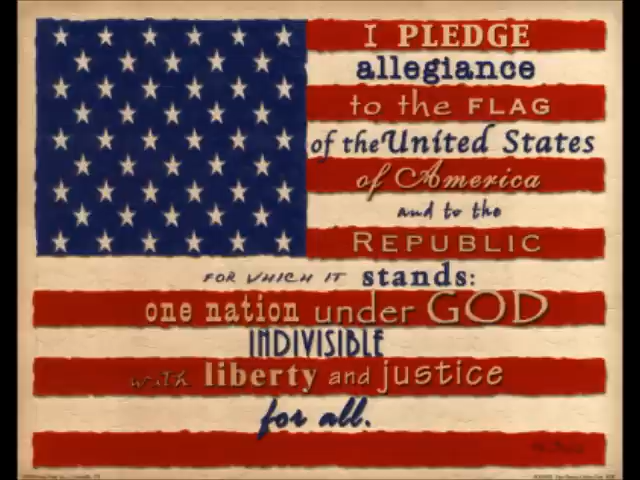 I PLEDGE
allegiance
to the FLAG
of the United States
of America
and to the
REPUBLIC
FOR WHICH IT stands:
one nation under GOD
INDIVISIBLE
with liberty and justice
for all.